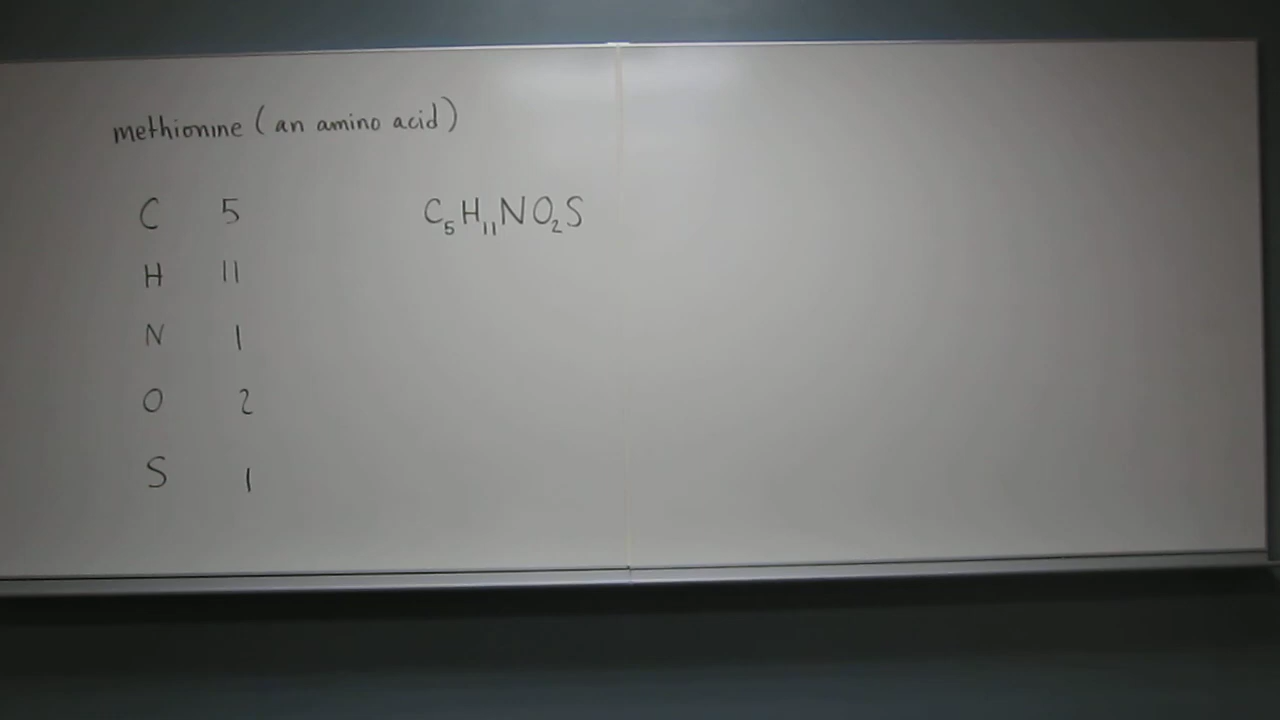 methionine (an amino acid)
C 5 C₅H₁₁NO₂S
H 11
N 1
O 2
S 1